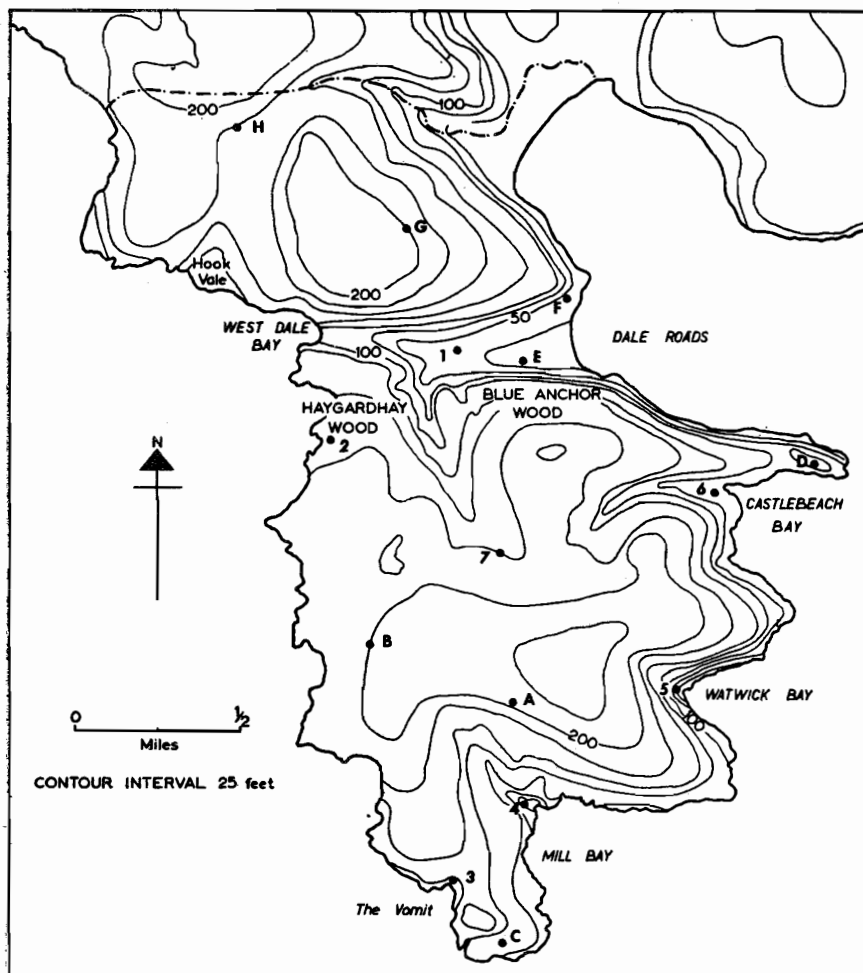 100
200
H
G
Hook
Vale
200
F
50
WEST DALE
BAY
100
1
E
DALE ROADS
HAYGARDHAY
WOOD
BLUE ANCHOR
WOOD
2
N
D
6
CASTLEBEACH
BAY
7
B
5
WATWICK BAY
A
100
0 1/2
Miles
200
CONTOUR INTERVAL 25 feet
4
MILL BAY
3
The Vomit
C